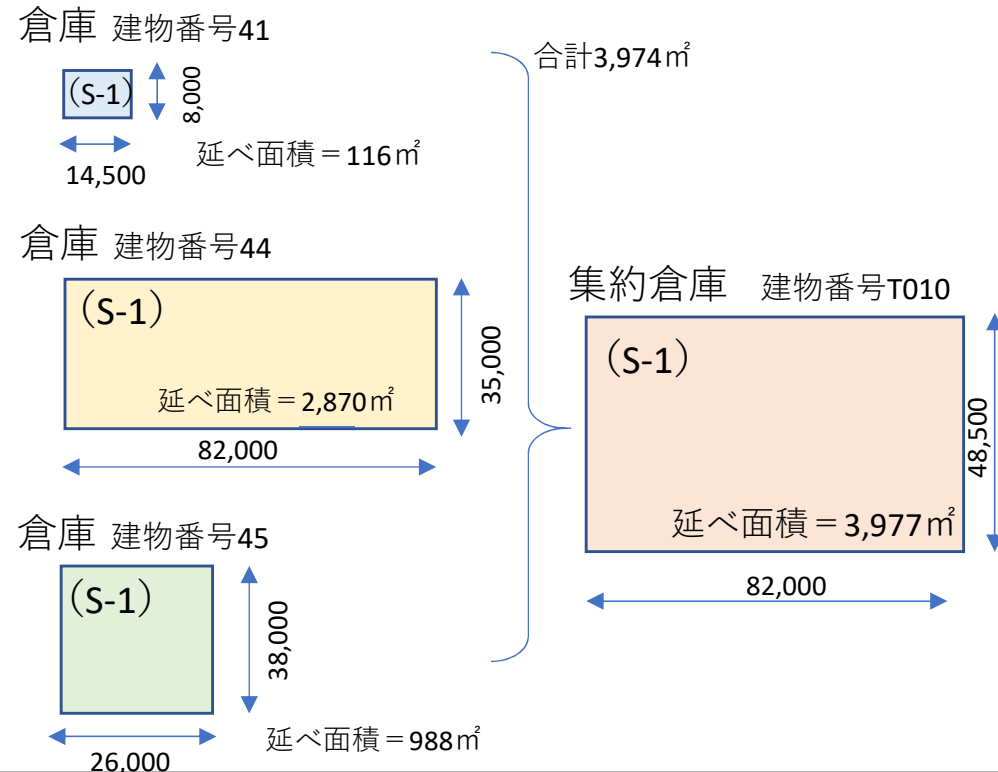 倉庫 建物番号41
(S-1)
8,000
14,500
延べ面積＝116㎡
倉庫 建物番号44
(S-1)
延べ面積＝2,870㎡
35,000
82,000
倉庫 建物番号45
(S-1)
38,000
26,000
延べ面積＝988㎡
合計3,974㎡
集約倉庫 建物番号T010
(S-1)
延べ面積＝3,977㎡
48,500
82,000